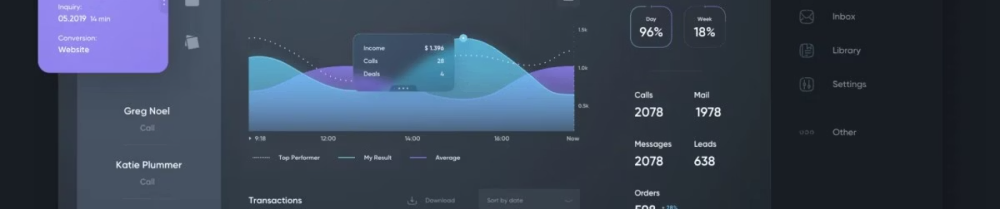 Inquiry:
05.2019 14 min
Conversion:
Website
Greg Noel
Call
Katie Plummer
Call
Income $ 1.396
Calls 28
Deals 4
1.5k
1.0k
0.5k
9:18 12:00 14:00 16:00 Now
Top Performer My Result Average
Transactions Download Sort by date
Day Week
96% 18%
Calls Mail
2078 1978
Messages Leads
2078 638
Orders
28%
Inbox
Library
Settings
Other